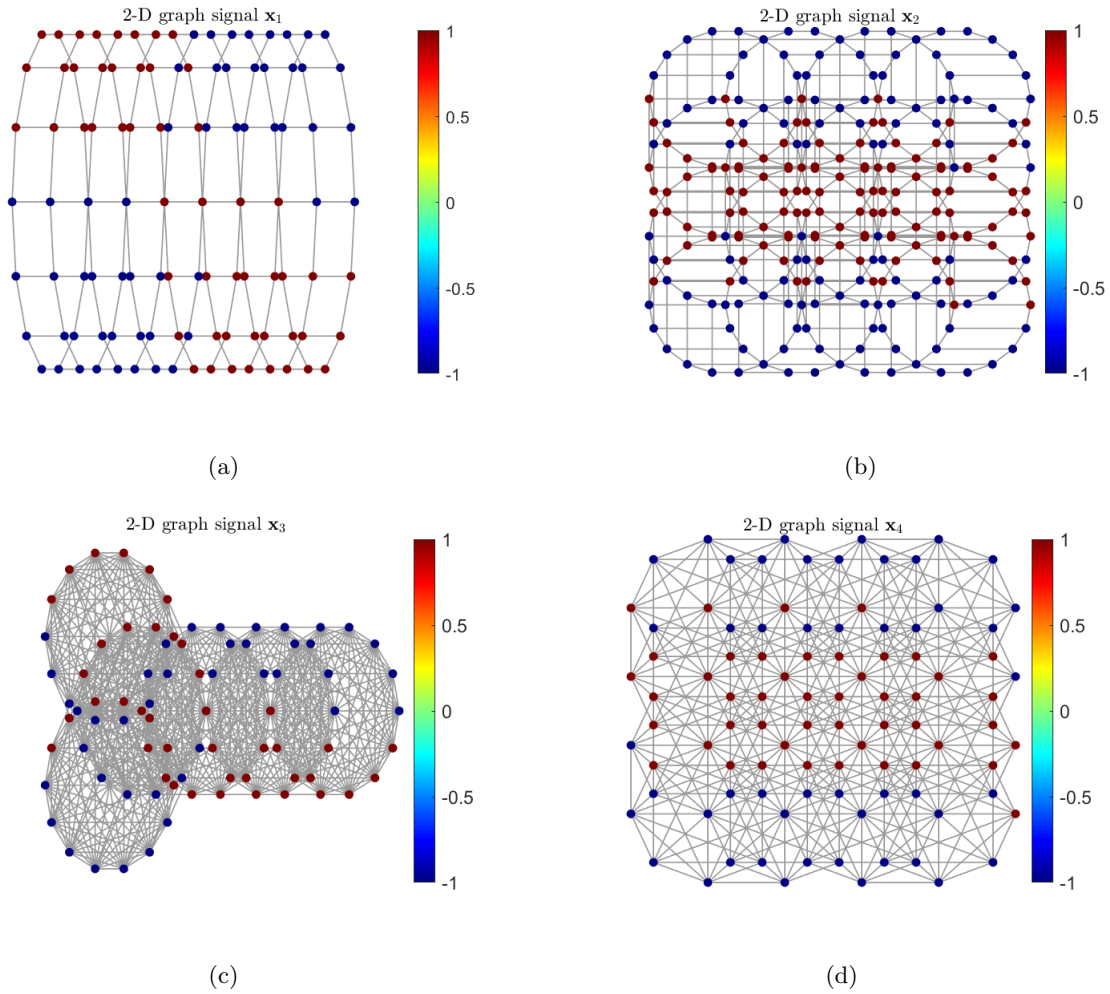 2-D graph signal x₁
1
0.5
0
-0.5
-1
(a)
2-D graph signal x₂
1
0.5
0
-0.5
-1
(b)
2-D graph signal x₃
1
0.5
0
-0.5
-1
(c)
2-D graph signal x₄
1
0.5
0
-0.5
-1
(d)